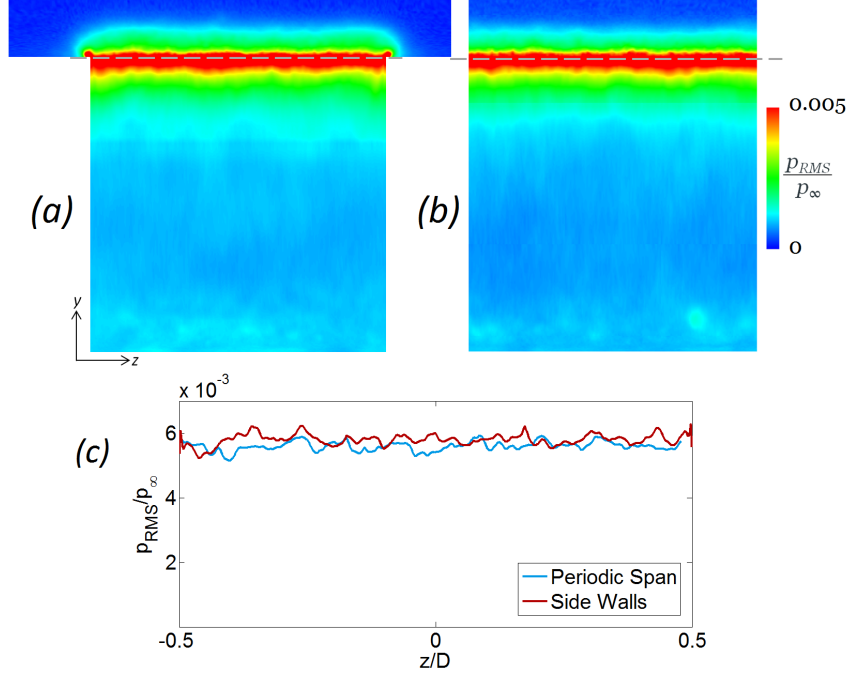 0.005
p_RMS
p_∞
0
(a)
(b)
y
z
(c)
x 10^-3
6
4
2
p_RMS/p_∞
Periodic Span
Side Walls
-0.5
0
0.5
z/D